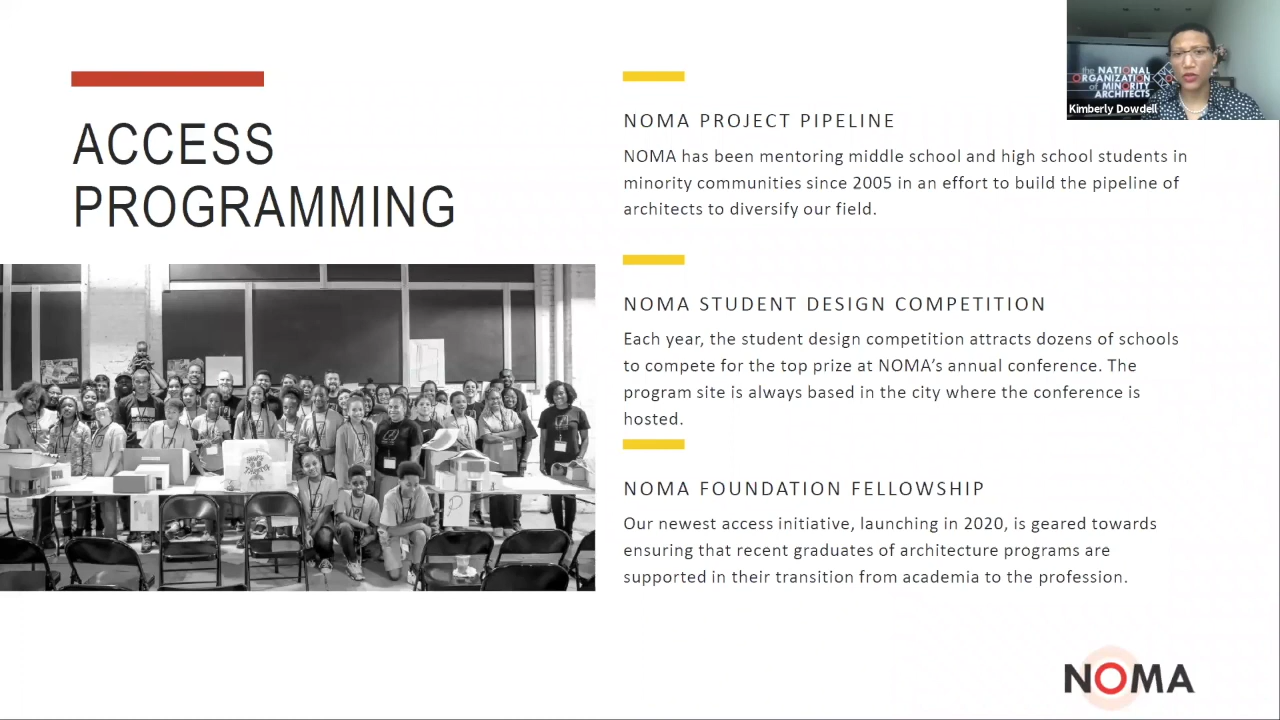 ACCESS
PROGRAMMING
NOMA PROJECT PIPELINE
NOMA has been mentoring middle school and high school students in
minority communities since 2005 in an effort to build the pipeline of
architects to diversify our field.
NOMA STUDENT DESIGN COMPETITION
Each year, the student design competition attracts dozens of schools
to compete for the top prize at NOMA’s annual conference. The
program site is always based in the city where the conference is
hosted.
NOMA FOUNDATION FELLOWSHIP
Our newest access initiative, launching in 2020, is geared towards
ensuring that recent graduates of architecture programs are
supported in their transition from academia to the profession.
NOMA
the NATIONAL
ORGANIZATION
of MINORITY
ARCHITECTS
Kimberly Dowdell
M
P